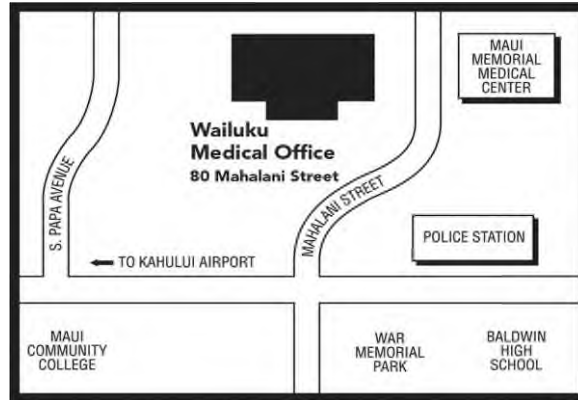 MAUI
MEMORIAL
MEDICAL
CENTER
Wailuku
Medical Office
80 Mahalani Street
S. PAPA AVENUE
MAHALANI STREET
POLICE STATION
TO KAHULUI AIRPORT
MAUI
COMMUNITY
COLLEGE
WAR
MEMORIAL
PARK
BALDWIN
HIGH
SCHOOL